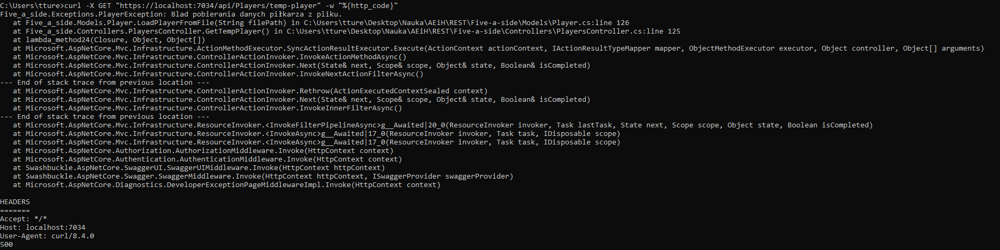 C:\Users\tture>curl -X GET "https://localhost:7034/api/Players/temp-player" -w "%{http_code}"
Five_a_side.Exceptions.PlayerException: Blad pobierania danych piłkarza z pliku.
   at Five_a_side.Models.Player.LoadPlayerFromFile(String filePath) in C:\Users\tture\Desktop\Nauka\AEiH\REST\Five-a-side\Models\Player.cs:line 126
   at Five_a_side.Controllers.PlayersController.GetTempPlayer() in C:\Users\tture\Desktop\Nauka\AEiH\REST\Five-a-side\Controllers\PlayersController.cs:line 125
   at lambda_method24(Closure, Object, Object[])
   at Microsoft.AspNetCore.Mvc.Infrastructure.ActionMethodExecutor.SyncActionResultExecutor.Execute(ActionContext actionContext, IActionResultTypeMapper mapper, ObjectMethodExecutor executor, Object controller, Object[] arguments)
   at Microsoft.AspNetCore.Mvc.Infrastructure.ControllerActionInvoker.InvokeActionMethodAsync()
   at Microsoft.AspNetCore.Mvc.Infrastructure.ControllerActionInvoker.Next(State& next, Scope& scope, Object& state, Boolean& isCompleted)
   at Microsoft.AspNetCore.Mvc.Infrastructure.ControllerActionInvoker.InvokeNextActionFilterAsync()
--- End of stack trace from previous location ---
   at Microsoft.AspNetCore.Mvc.Infrastructure.ControllerActionInvoker.Rethrow(ActionExecutedContextSealed context)
   at Microsoft.AspNetCore.Mvc.Infrastructure.ControllerActionInvoker.Next(State& next, Scope& scope, Object& state, Boolean& isCompleted)
   at Microsoft.AspNetCore.Mvc.Infrastructure.ControllerActionInvoker.InvokeInnerFilterAsync()
--- End of stack trace from previous location ---
   at Microsoft.AspNetCore.Mvc.Infrastructure.ResourceInvoker.<InvokeFilterPipelineAsync>g__Awaited|20_0(ResourceInvoker invoker, Task lastTask, State next, Scope scope, Object state, Boolean isCompleted)
   at Microsoft.AspNetCore.Mvc.Infrastructure.ResourceInvoker.<InvokeAsync>g__Awaited|17_0(ResourceInvoker invoker, Task task, IDisposable scope)
   at Microsoft.AspNetCore.Mvc.Infrastructure.ResourceInvoker.<InvokeAsync>g__Awaited|17_0(ResourceInvoker invoker, Task task, IDisposable scope)
   at Microsoft.AspNetCore.Authorization.AuthorizationMiddleware.Invoke(HttpContext context)
   at Microsoft.AspNetCore.Authentication.AuthenticationMiddleware.Invoke(HttpContext context)
   at Swashbuckle.AspNetCore.SwaggerUI.SwaggerUIMiddleware.Invoke(HttpContext httpContext)
   at Swashbuckle.AspNetCore.Swagger.SwaggerMiddleware.Invoke(HttpContext httpContext, ISwaggerProvider swaggerProvider)
   at Microsoft.AspNetCore.Diagnostics.DeveloperExceptionPageMiddlewareImpl.Invoke(HttpContext context)

HEADERS
=======
Accept: */*
Host: localhost:7034
User-Agent: curl/8.4.0
500